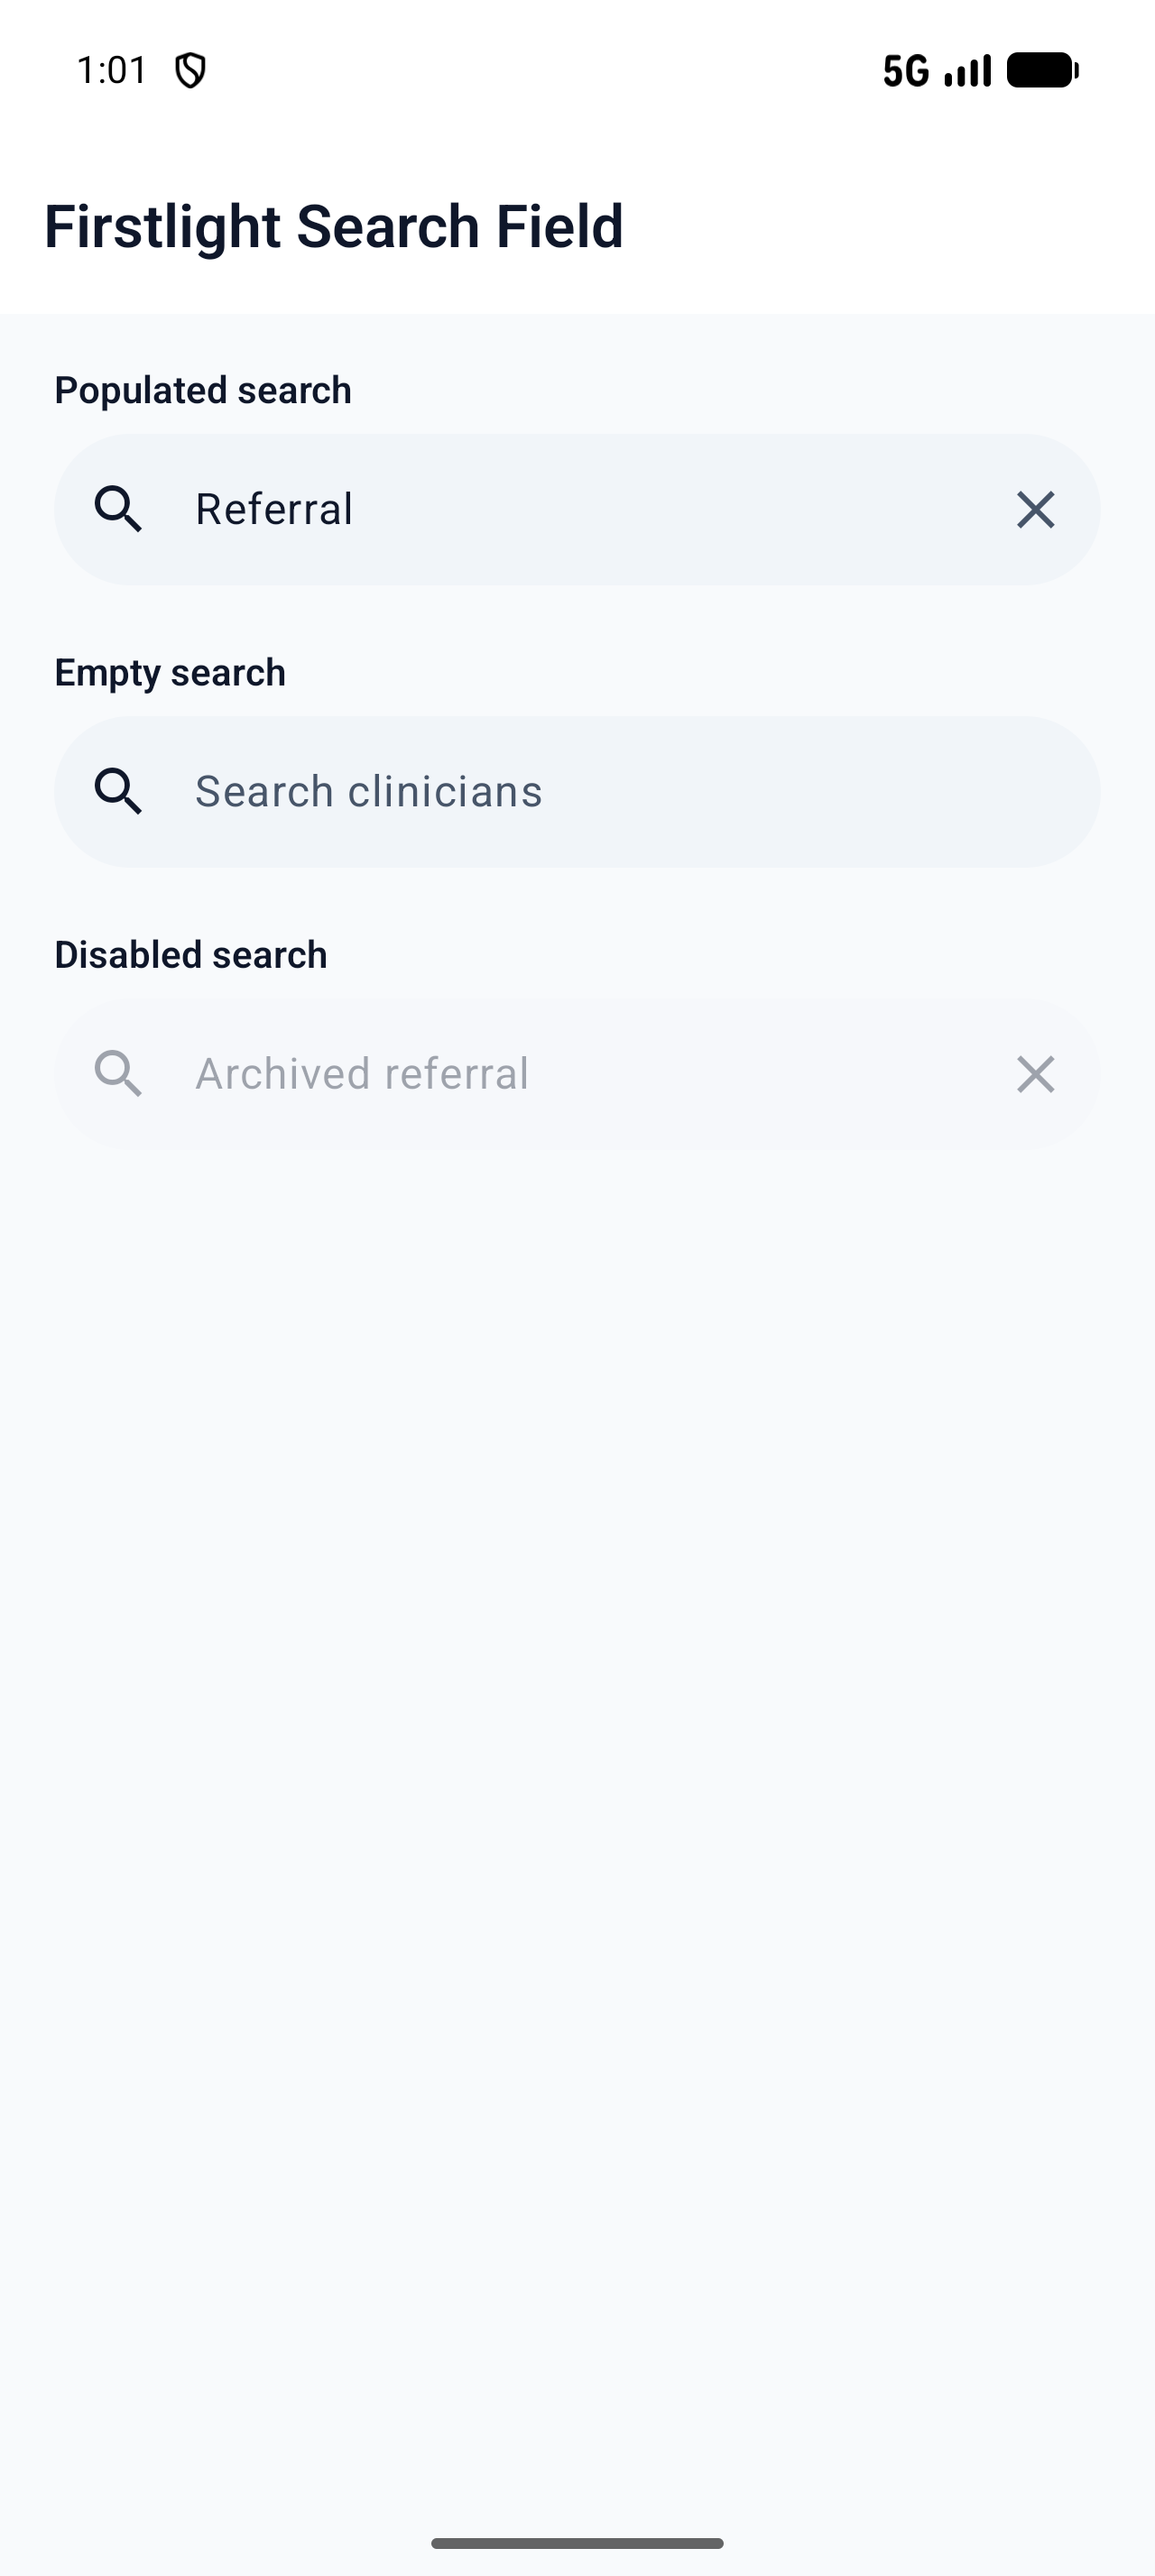 1:01 5G
Firstlight Search Field
Populated search
Referral
Empty search
Search clinicians
Disabled search
Archived referral